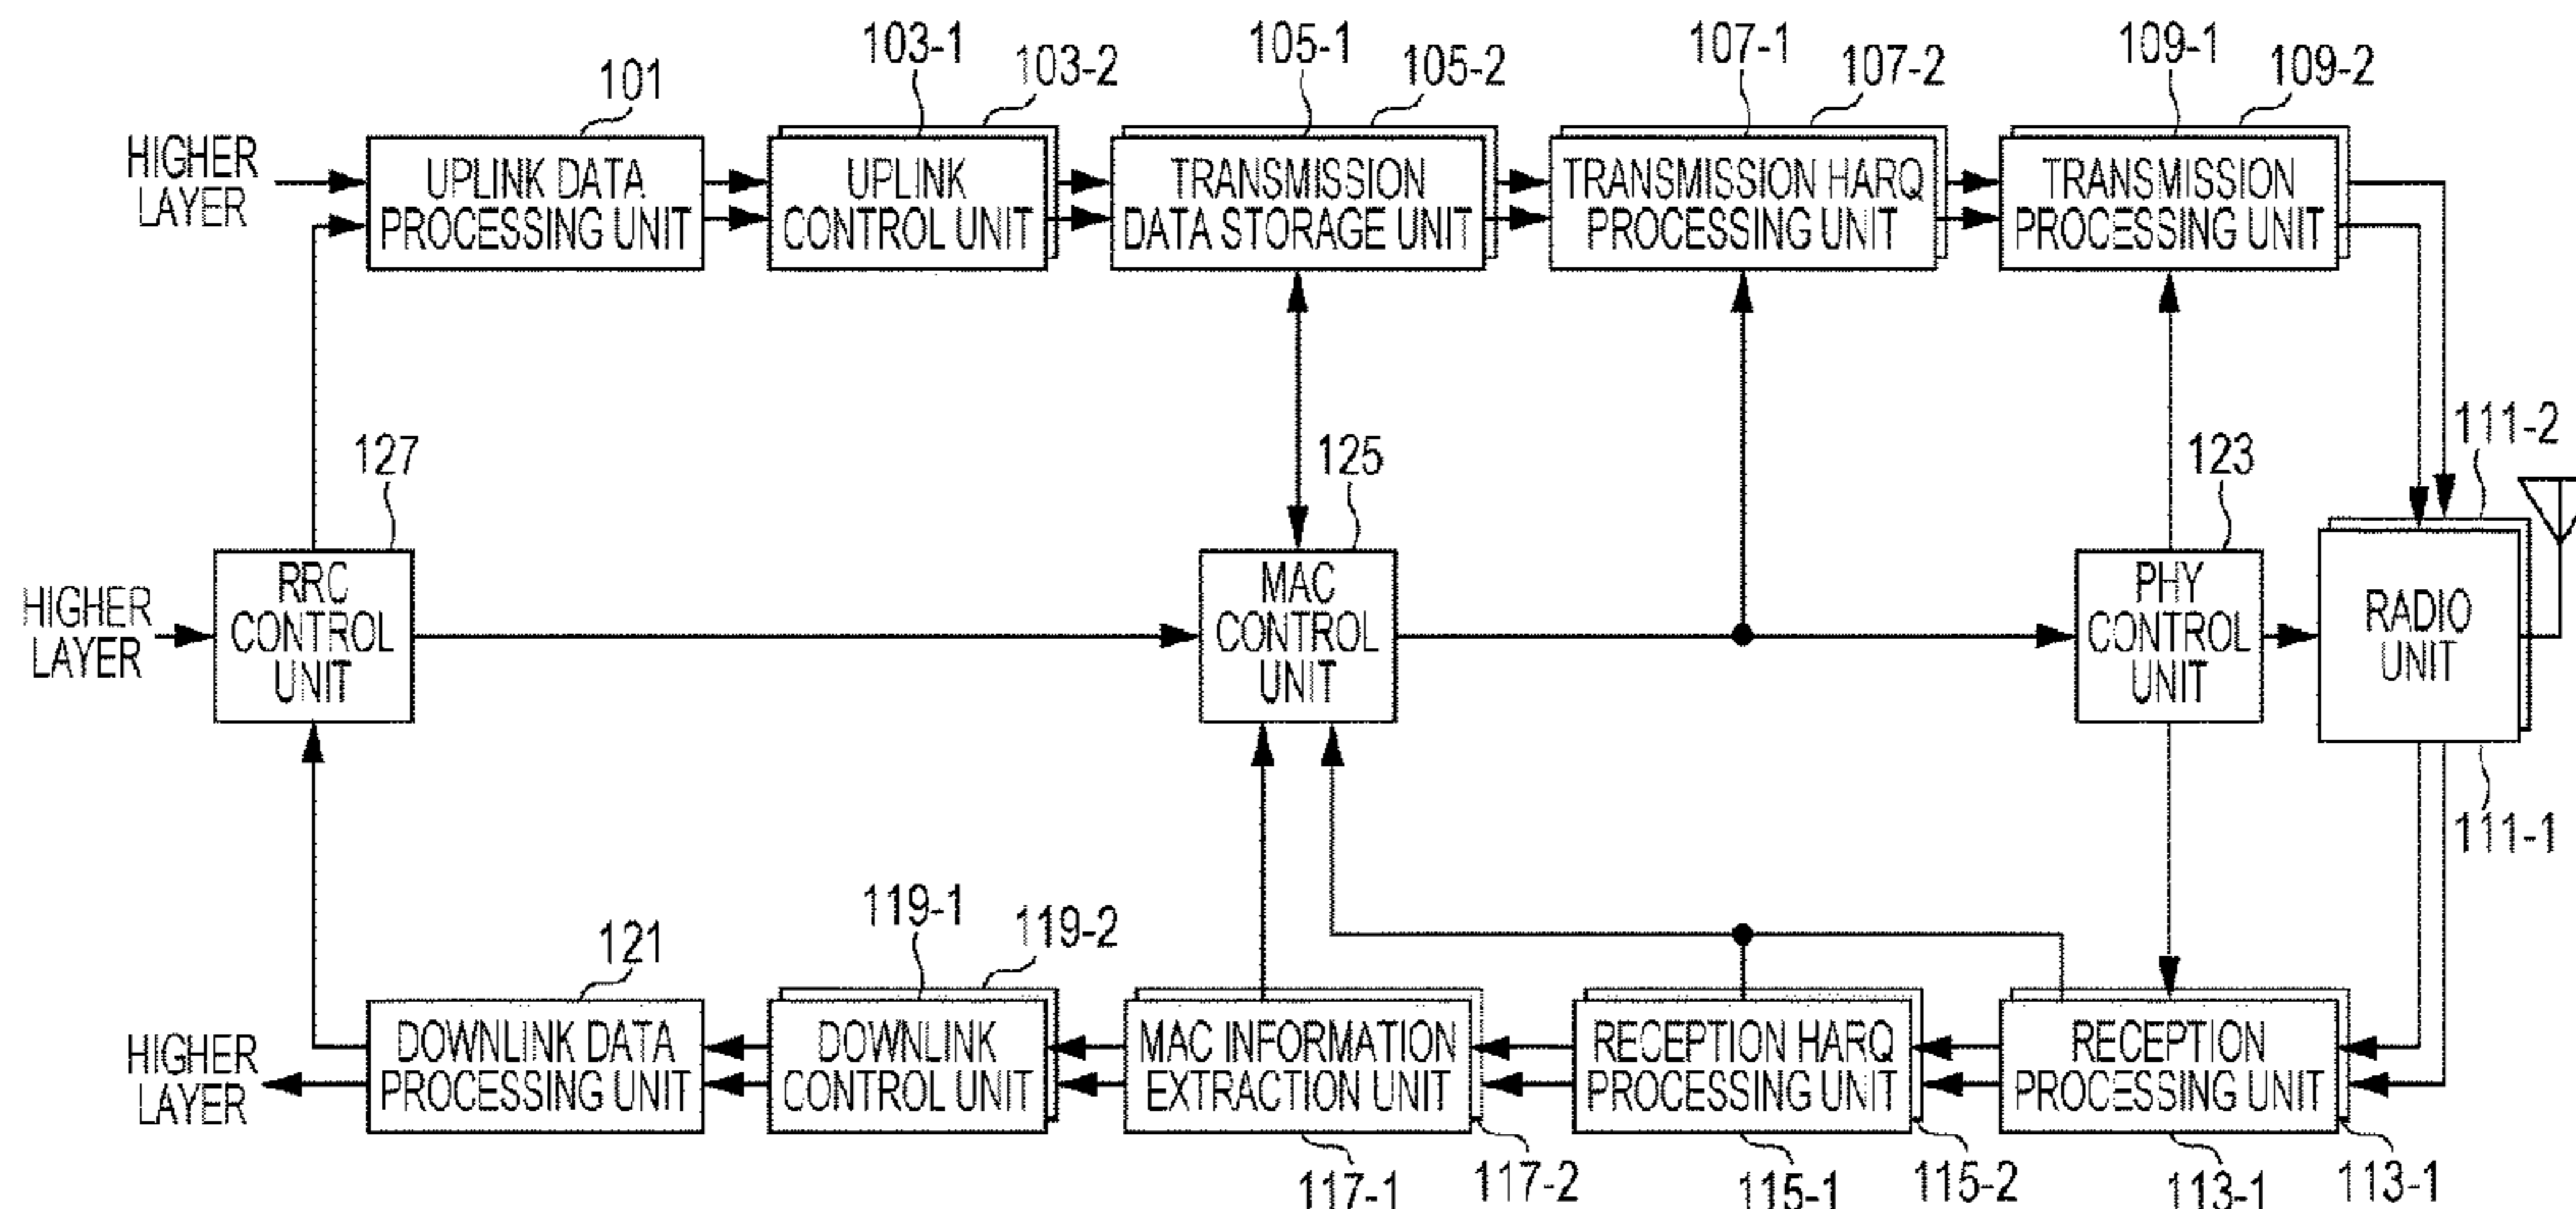 103-1
105-1
107-1
109-1
101
103-2
105-2
107-2
109-2
HIGHER
LAYER
UPLINK DATA
PROCESSING UNIT
UPLINK
CONTROL UNIT
TRANSMISSION
DATA STORAGE UNIT
TRANSMISSION HARQ
PROCESSING UNIT
TRANSMISSION
PROCESSING UNIT
127
125
123
111-2
HIGHER
LAYER
RRC
CONTROL
UNIT
MAC
CONTROL
UNIT
PHY
CONTROL
UNIT
RADIO
UNIT
111-1
121
119-1
119-2
HIGHER
LAYER
DOWNLINK DATA
PROCESSING UNIT
DOWNLINK
CONTROL UNIT
MAC INFORMATION
EXTRACTION UNIT
RECEPTION HARQ
PROCESSING UNIT
RECEPTION
PROCESSING UNIT
117-1
117-2
115-1
115-2
113-1
113-1